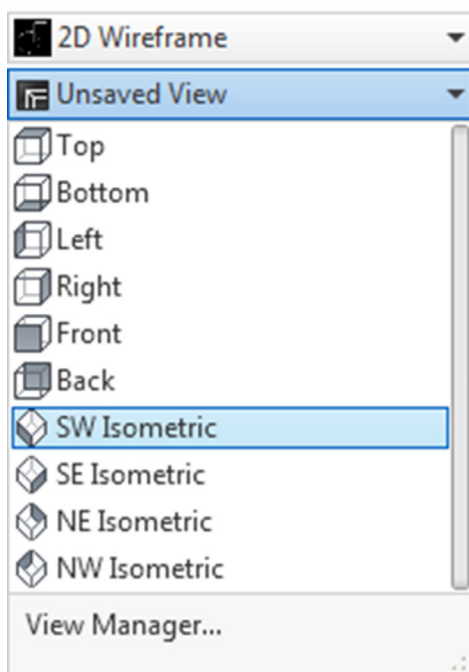 2D Wireframe
Unsaved View
Top
Bottom
Left
Right
Front
Back
SW Isometric
SE Isometric
NE Isometric
NW Isometric
View Manager...